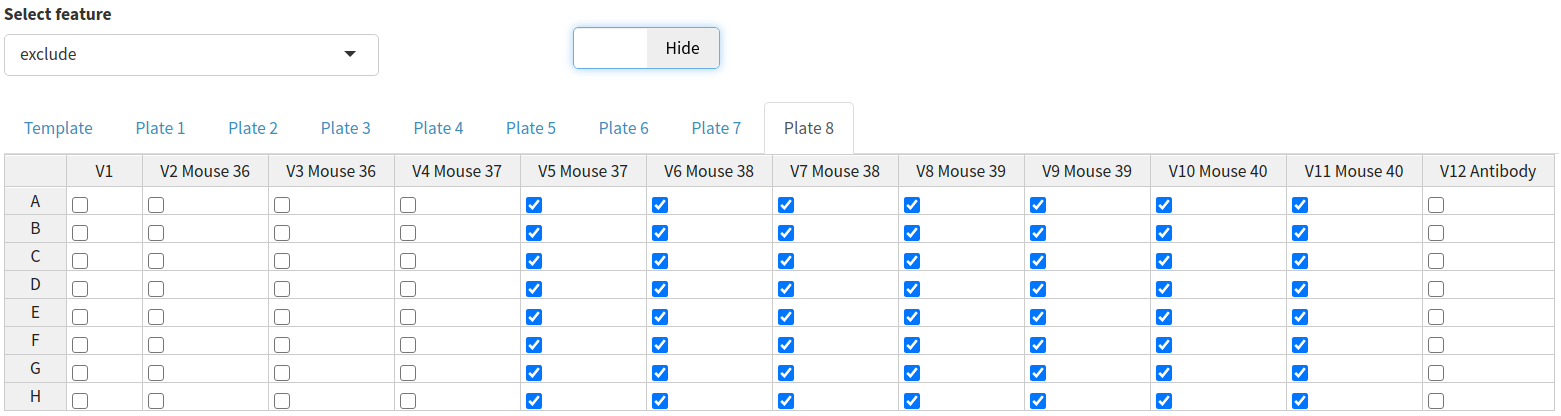 Select feature
exclude
Hide
Template Plate 1 Plate 2 Plate 3 Plate 4 Plate 5 Plate 6 Plate 7 Plate 8
V1 V2 Mouse 36 V3 Mouse 36 V4 Mouse 37 V5 Mouse 37 V6 Mouse 38 V7 Mouse 38 V8 Mouse 39 V9 Mouse 39 V10 Mouse 40 V11 Mouse 40 V12 Antibody
A
B
C
D
E
F
G
H